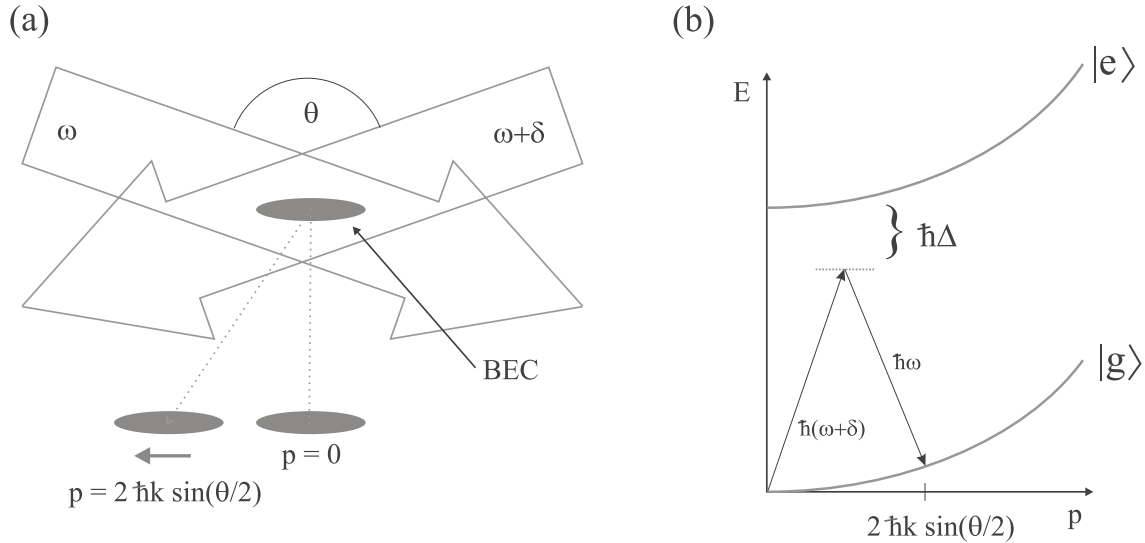 (a)
θ
ω
ω+δ
BEC
p = 0
p = 2 ħk sin(θ/2)
(b)
|e⟩
E
} ħΔ
|g⟩
ħω
ħ(ω+δ)
2 ħk sin(θ/2)
p